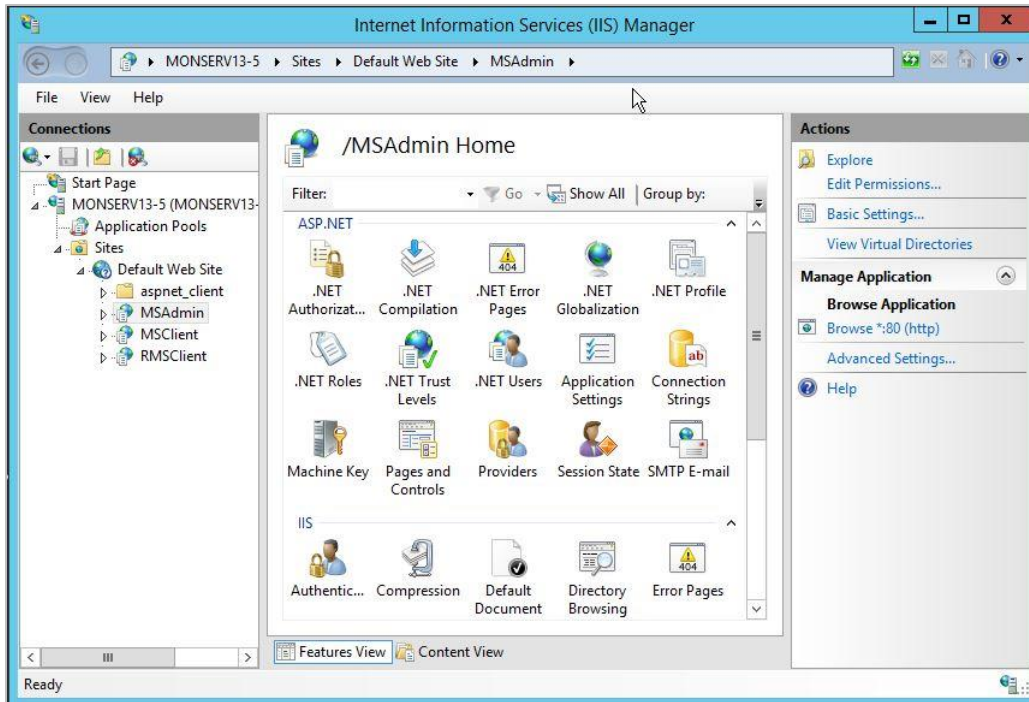 Internet Information Services (IIS) Manager
MONSERV13-5 Sites Default Web Site MSAdmin
File View Help
Connections
Start Page
MONSERV13-5 (MONSERV13-
Application Pools
Sites
Default Web Site
aspnet_client
MSAdmin
MSClient
RMSClient
/MSAdmin Home
Filter: Go Show All Group by:
ASP.NET
.NET Authorizat...
.NET Compilation
404
.NET Error Pages
.NET Globalization
.NET Profile
.NET Roles
.NET Trust Levels
.NET Users
Application Settings
ab
Connection Strings
Machine Key
Pages and Controls
Providers
Session State
SMTP E-mail
IIS
Authentic...
Compression
Default Document
Directory Browsing
404
Error Pages
Features View Content View
Actions
Explore
Edit Permissions...
Basic Settings...
View Virtual Directories
Manage Application
Browse Application
Browse *:80 (http)
Advanced Settings...
Help
Ready